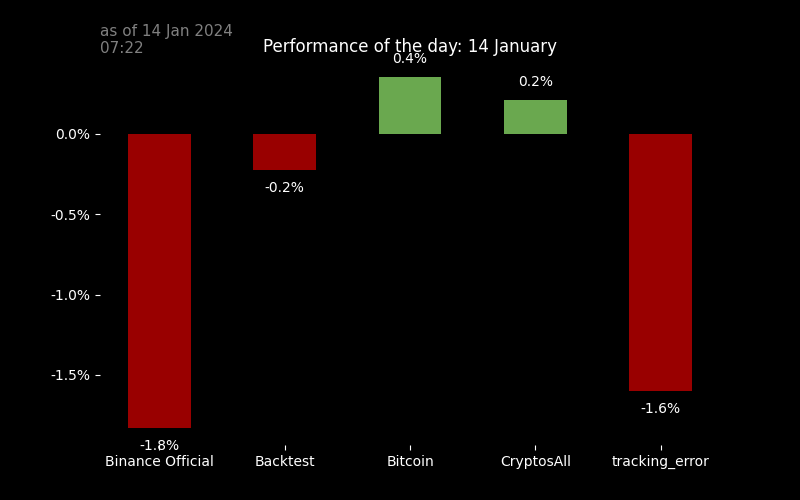 as of 14 Jan 2024
07:22
Performance of the day: 14 January
0.4%
0.2%
0.0%
-0.2%
-0.5%
-1.0%
-1.5%
-1.6%
-1.8%
Binance Official
Backtest
Bitcoin
CryptosAll
tracking_error